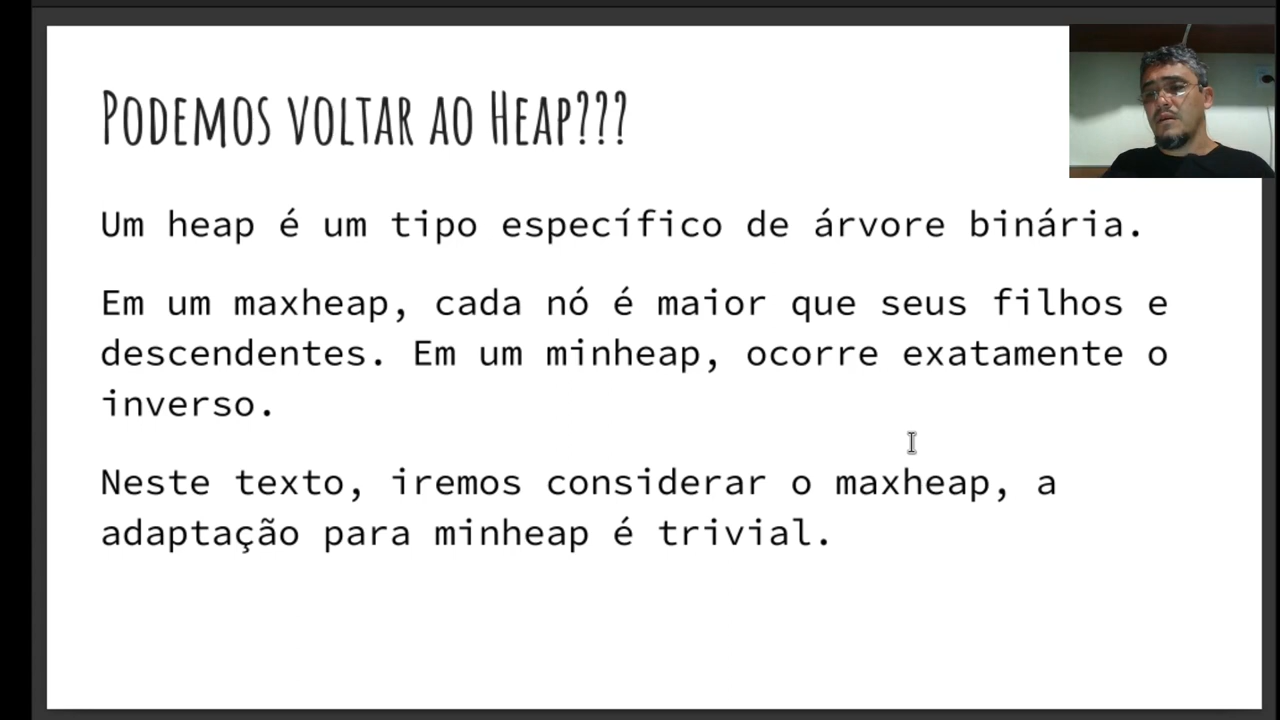 Podemos voltar ao Heap???
Um heap é um tipo específico de árvore binária.
Em um maxheap, cada nó é maior que seus filhos e
descendentes. Em um minheap, ocorre exatamente o
inverso.
Neste texto, iremos considerar o maxheap, a
adaptação para minheap é trivial.